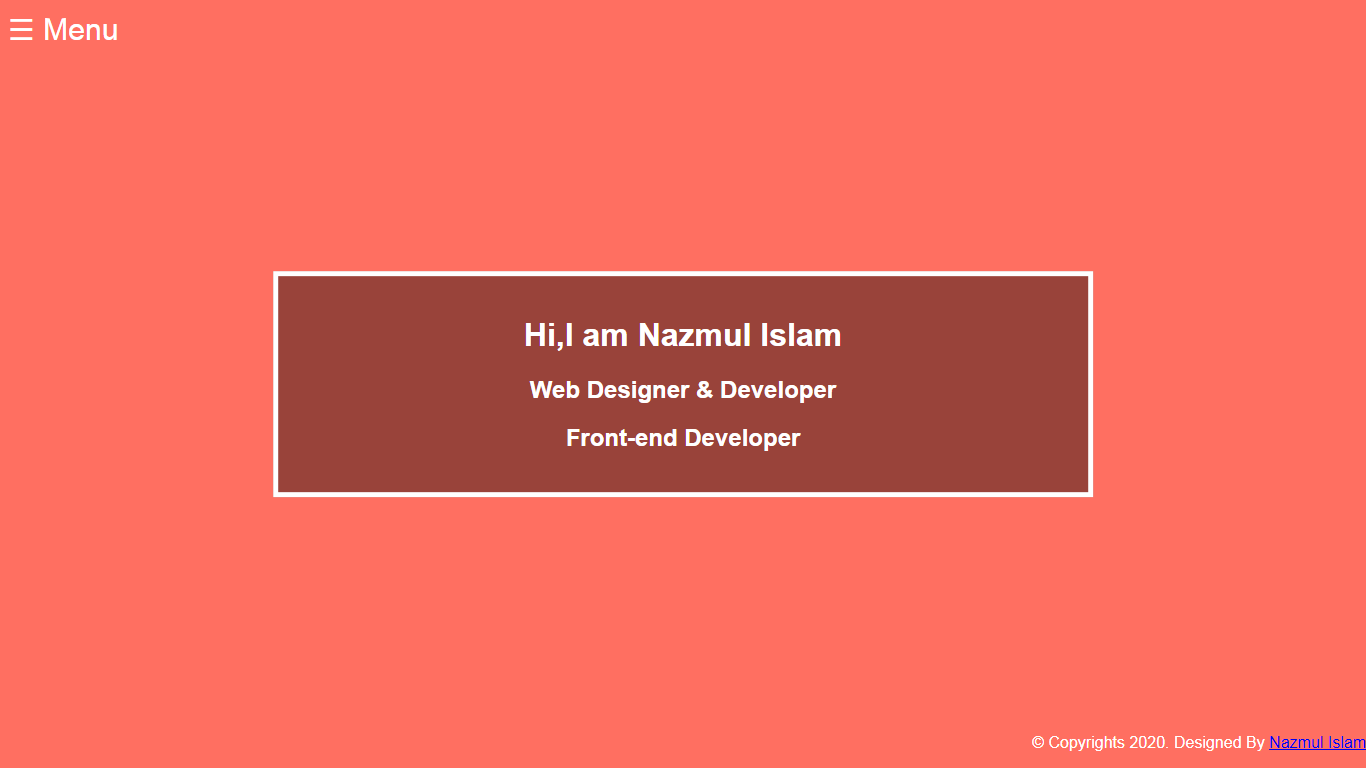 ☰ Menu
Hi,I am Nazmul Islam
Web Designer & Developer
Front-end Developer
© Copyrights 2020. Designed By Nazmul Islam